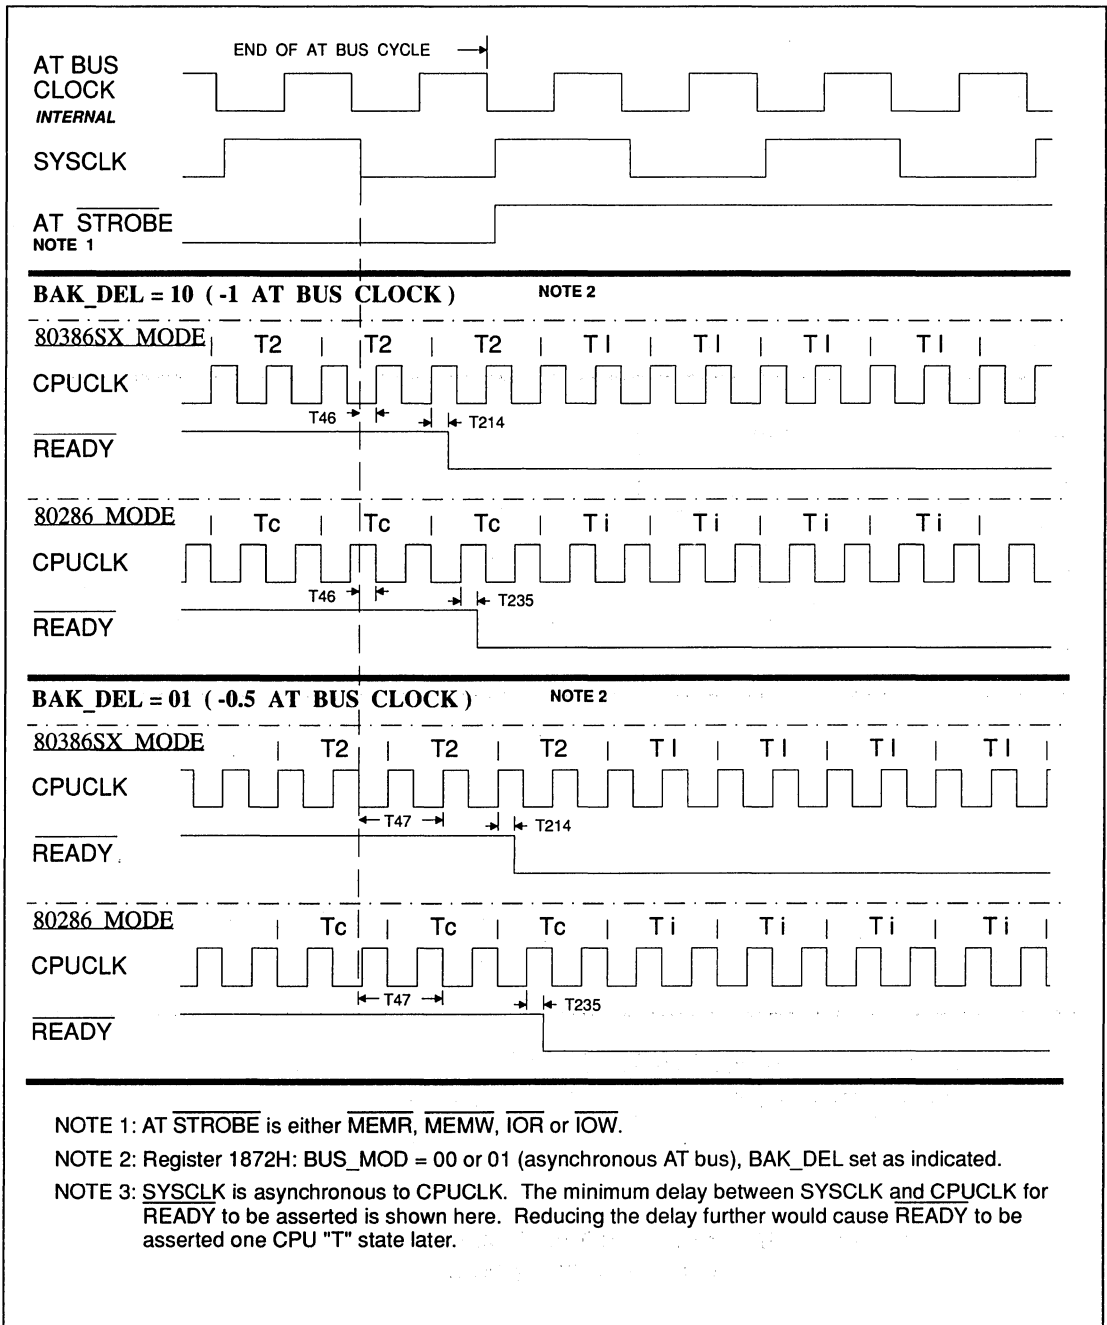 END OF AT BUS CYCLE
AT BUS
CLOCK
INTERNAL
SYSCLK
AT STROBE
NOTE 1
BAK_DEL = 10 ( -1 AT BUS CLOCK ) NOTE 2
80386SX MODE | T2 | T2 | T2 | T I | T I | T I | T I |
CPUCLK
T46 T214
READY
80286 MODE | Tc | Tc | Tc | T i | T i | T i | T i |
CPUCLK
T46 T235
READY
BAK_DEL = 01 ( -0.5 AT BUS CLOCK ) NOTE 2
80386SX MODE | T2 | T2 | T2 | T I | T I | T I | T I |
CPUCLK
T47 T214
READY
80286 MODE | Tc | Tc | Tc | T i | T i | T i | T i |
CPUCLK
T47 T235
READY
NOTE 1: AT STROBE is either MEMR, MEMW, IOR or IOW.
NOTE 2: Register 1872H: BUS_MOD = 00 or 01 (asynchronous AT bus), BAK_DEL set as indicated.
NOTE 3: SYSCLK is asynchronous to CPUCLK. The minimum delay between SYSCLK and CPUCLK for
READY to be asserted is shown here. Reducing the delay further would cause READY to be
asserted one CPU "T" state later.